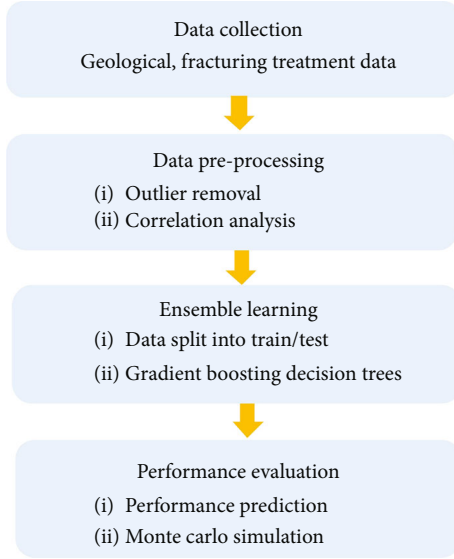 Data collection
Geological, fracturing treatment data
Data pre-processing
(i) Outlier removal
(ii) Correlation analysis
Ensemble learning
(i) Data split into train/test
(ii) Gradient boosting decision trees
Performance evaluation
(i) Performance prediction
(ii) Monte carlo simulation